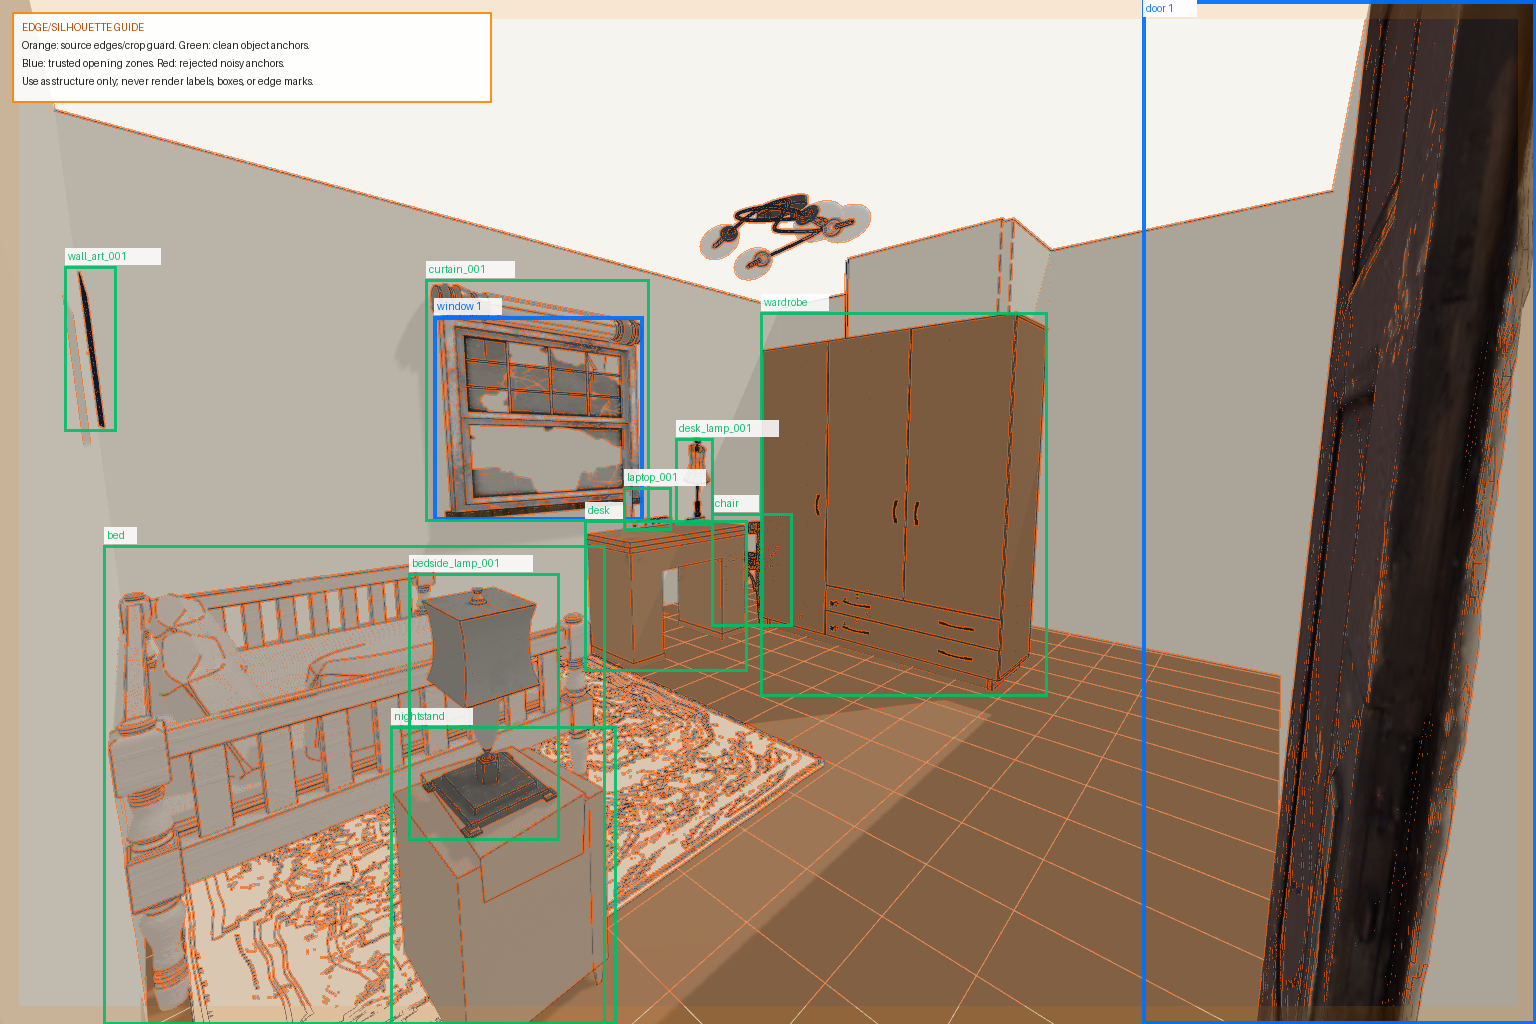 EDGE/SILHOUETTE GUIDE
Orange: source edges/crop guard. Green: clean object anchors.
Blue: trusted opening zones. Red: rejected noisy anchors.
Use as structure only; never render labels, boxes, or edge marks.
door 1
wall_art_001
curtain_001
window 1
wardrobe
desk_lamp_001
laptop_001
chair
desk
bed
bedside_lamp_001
nightstand